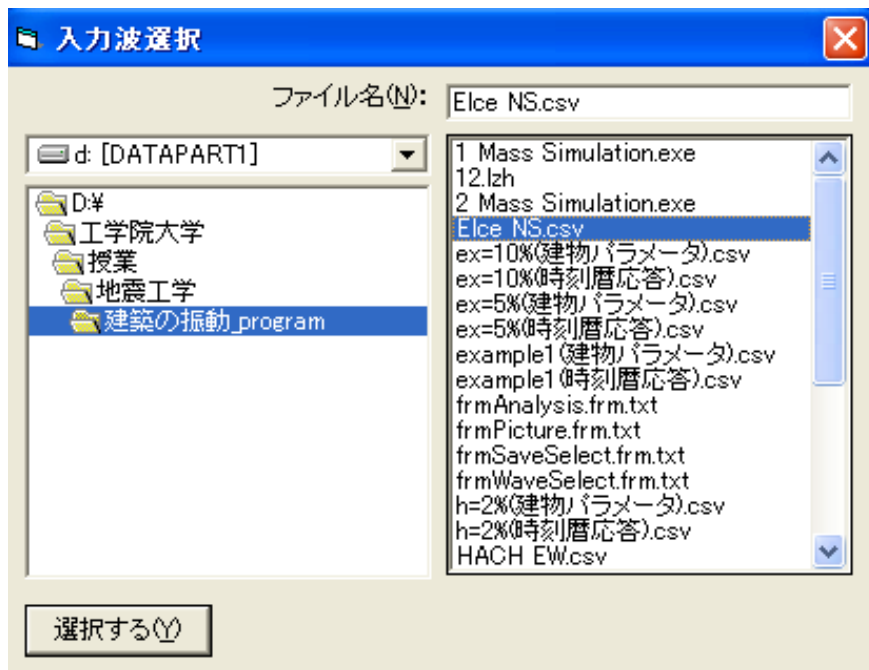 入力波選択
ファイル名(N):
Elce NS.csv
d: [DATAPART1]
D:¥
工学院大学
授業
地震工学
建築の振動_program
1 Mass Simulation.exe
12.lzh
2 Mass Simulation.exe
Elce NS.csv
ex=10%(建物パラメータ).csv
ex=10%(時刻暦応答).csv
ex=5%(建物パラメータ).csv
ex=5%(時刻暦応答).csv
example1(建物パラメータ).csv
example1(時刻暦応答).csv
frmAnalysis.frm.txt
frmPicture.frm.txt
frmSaveSelect.frm.txt
frmWaveSelect.frm.txt
h=2%(建物パラメータ).csv
h=2%(時刻暦応答).csv
HACH EW.csv
選択する(Y)